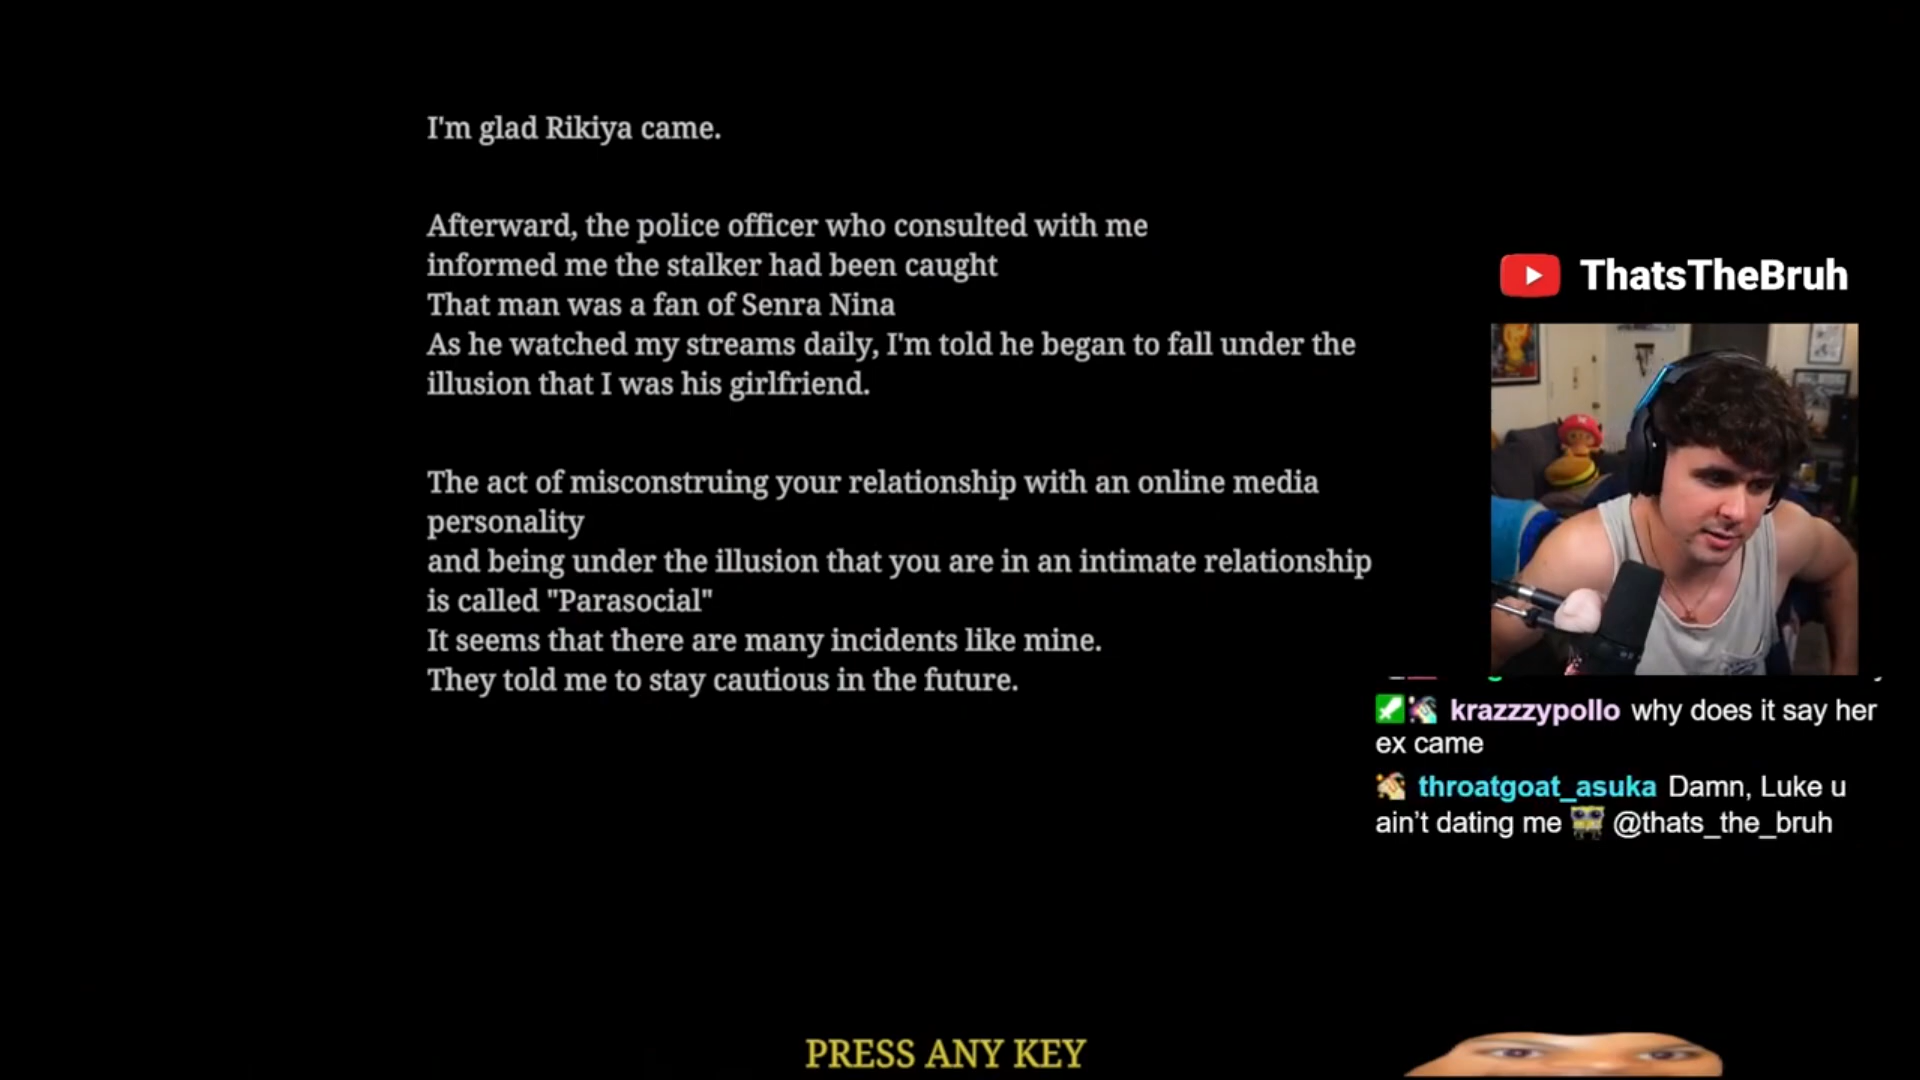 I'm glad Rikiya came.
Afterward, the police officer who consulted with me
informed me the stalker had been caught
That man was a fan of Senra Nina
As he watched my streams daily, I'm told he began to fall under the
illusion that I was his girlfriend.
The act of misconstruing your relationship with an online media
personality
and being under the illusion that you are in an intimate relationship
is called "Parasocial"
It seems that there are many incidents like mine.
They told me to stay cautious in the future.
PRESS ANY KEY
ThatsTheBruh
krazzzypollo why does it say her
ex came
throatgoat_asuka Damn, Luke u
ain't dating me @thats_the_bruh